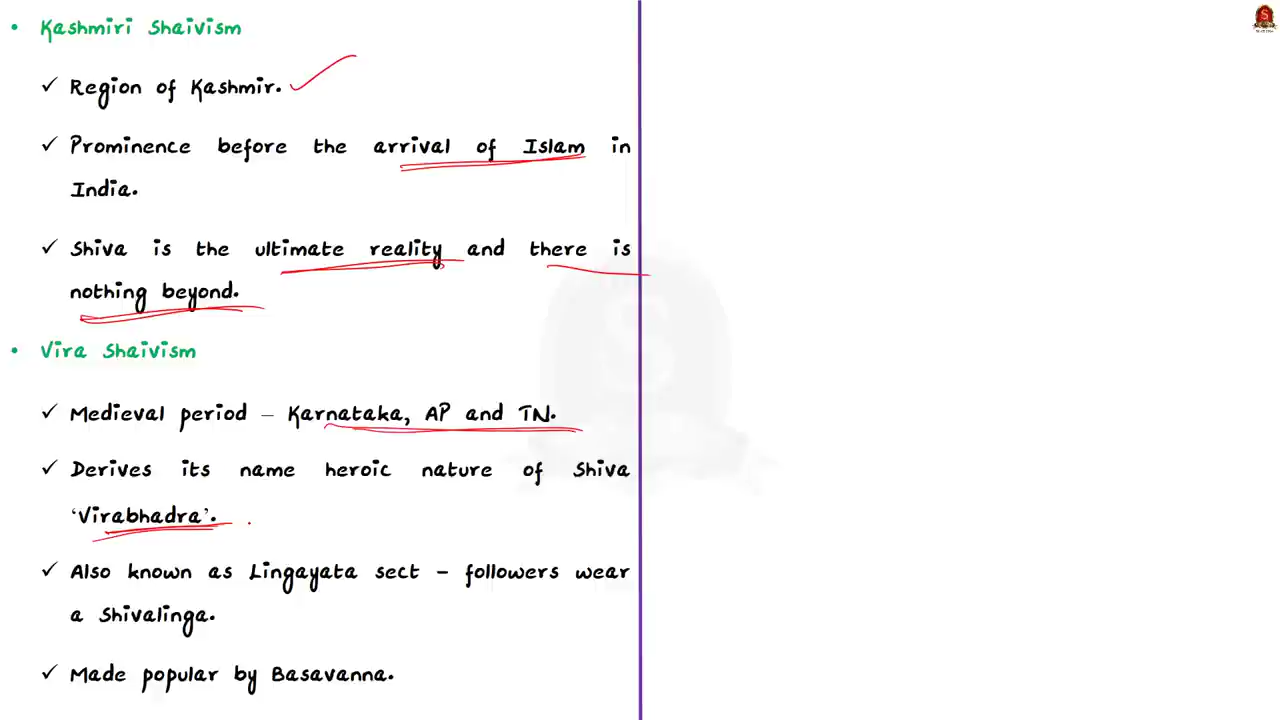 • Kashmiri Shaivism
✓ Region of Kashmir.
✓ Prominence before the arrival of Islam in
India.
✓ Shiva is the ultimate reality and there is
nothing beyond.
• Vira Shaivism
✓ Medieval period – Karnataka, AP and TN.
✓ Derives its name heroic nature of Shiva
‘Virabhadra’.
✓ Also known as Lingayata sect – followers wear
a Shivalinga.
✓ Made popular by Basavanna.